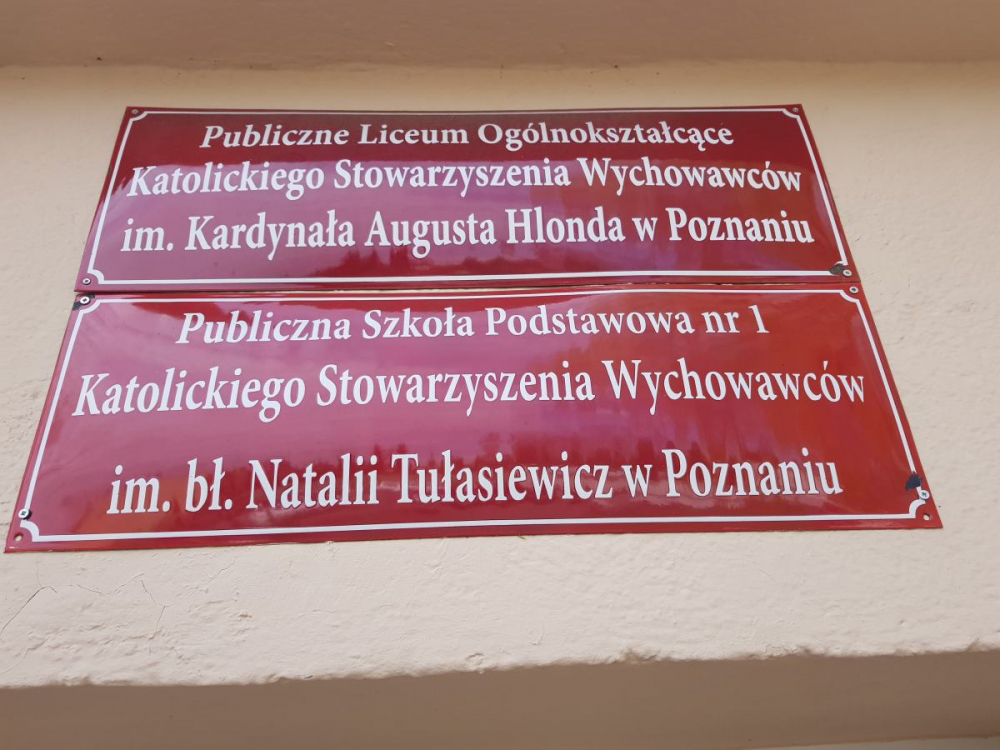 Publiczne Liceum Ogólnokształcące
Katolickiego Stowarzyszenia Wychowawców
im. Kardynała Augusta Hlonda w Poznaniu
Publiczna Szkoła Podstawowa nr 1
Katolickiego Stowarzyszenia Wychowawców
im. bł. Natalii Tułasiewicz w Poznaniu